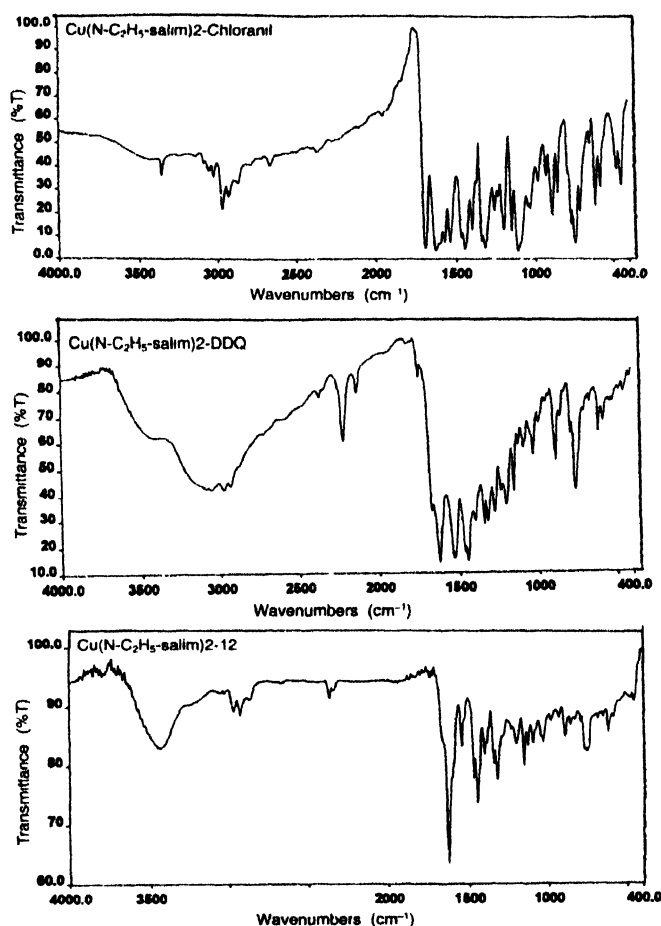 Cu(N-C₂H₅-salim)2-Chloranil
Transmittance (%T)
100.0
90
80
70
60
50
40
30
20
10
0.0
4000.0 3500 3000 2500 2000 1500 1000 400.0
Wavenumbers (cm⁻¹)
Cu(N-C₂H₅-salim)2-DDQ
Transmittance (%T)
100.0
90
80
70
60
50
40
30
20
10.0
4000.0 3500 3000 2500 2000 1500 1000 400.0
Wavenumbers (cm⁻¹)
Cu(N-C₂H₅-salim)2-12
Transmittance (%T)
100.0
90
80
70
60.0
4000.0 3500 3000 2500 2000 1500 1000 400.0
Wavenumbers (cm⁻¹)